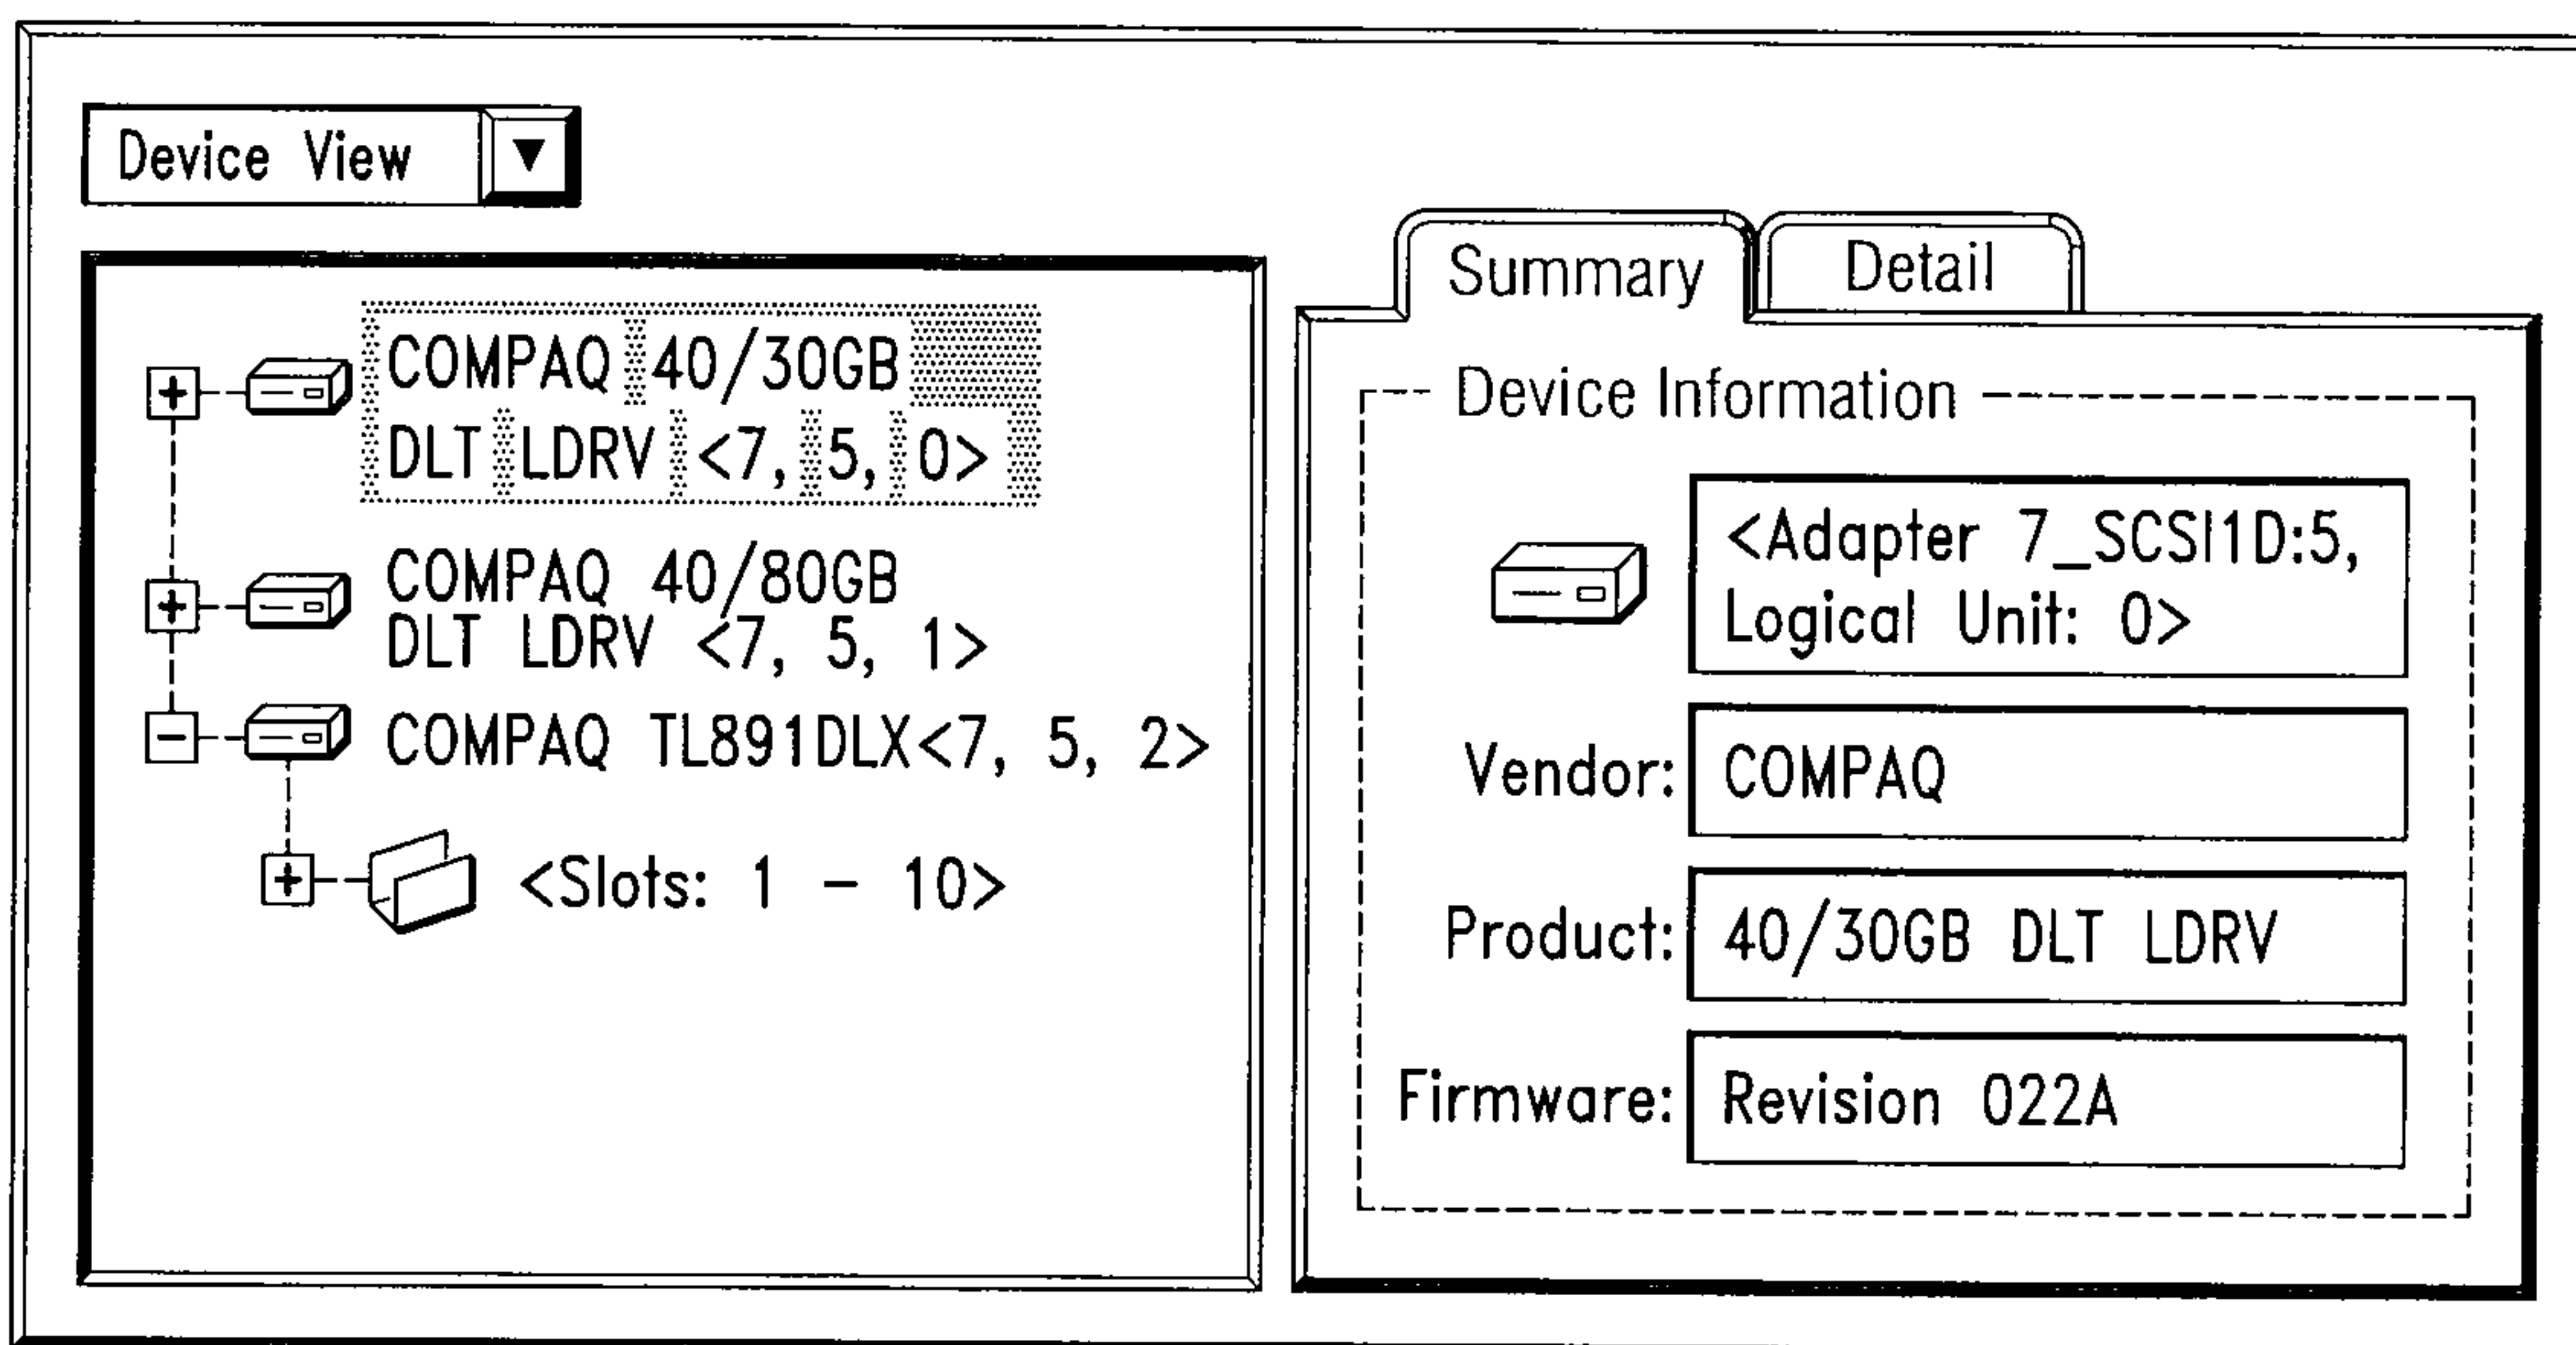 Device View
COMPAQ 40/30GB
DLT LDRV <7, 5, 0>
COMPAQ 40/80GB
DLT LDRV <7, 5, 1>
COMPAQ TL891DLX<7, 5, 2>
<Slots: 1 – 10>
Summary
Detail
Device Information
<Adapter 7_SCSI1D:5,
Logical Unit: 0>
Vendor: COMPAQ
Product: 40/30GB DLT LDRV
Firmware: Revision 022A